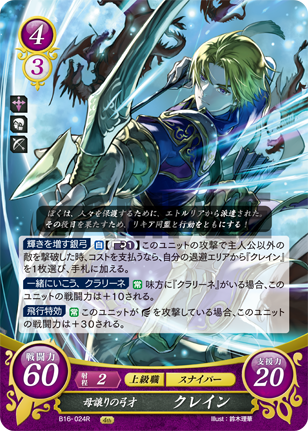 4
3
ぼくは、人々を保護するために、エトルリアから派遣された。
その役目を果たすため、リキア同盟と行動をともにする!
輝きを増す銀弓 自 このユニットの攻撃で主人公以外の
敵を撃破した時、コストを支払うなら、自分の退避エリアから『クレイン』
を1枚選び、手札に加える。
一緒にいこう、クラリーネ 常 味方に『クラリーネ』がいる場合、このユニットの戦闘力は+10される。
飛行特効 常 このユニットがを攻撃している場合、このユニット
の戦闘力は+30される。
戦闘力
60
射程 2 上級職 スナイパー
支援力
20
母譲りの弓才 クレイン
B16-024R
Illust:鈴木理華